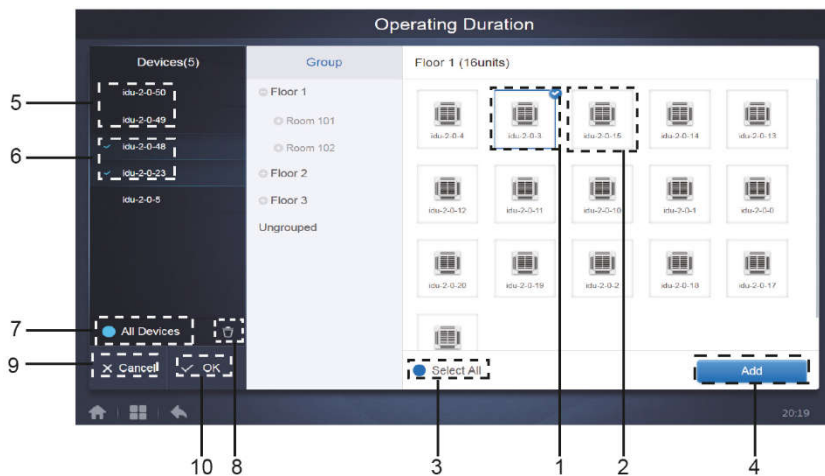 Operating Duration
Devices(5)
Group
Floor 1 (16units)
5
idu-2-0-50
idu-2-0-49
6
idu-2-0-48
idu-2-0-23
idu-2-0-5
Floor 1
Room 101
Room 102
Floor 2
Floor 3
Ungrouped
idu-2-0-4
idu-2-0-3
idu-2-0-15
idu-2-0-14
idu-2-0-13
idu-2-0-12
idu-2-0-11
idu-2-0-10
idu-2-0-1
idu-2-0-0
idu-2-0-20
idu-2-0-19
idu-2-0-2
idu-2-0-18
idu-2-0-17
7
All Devices
9
Cancel
OK
Select All
Add
20:19
10
8
3
1
2
4